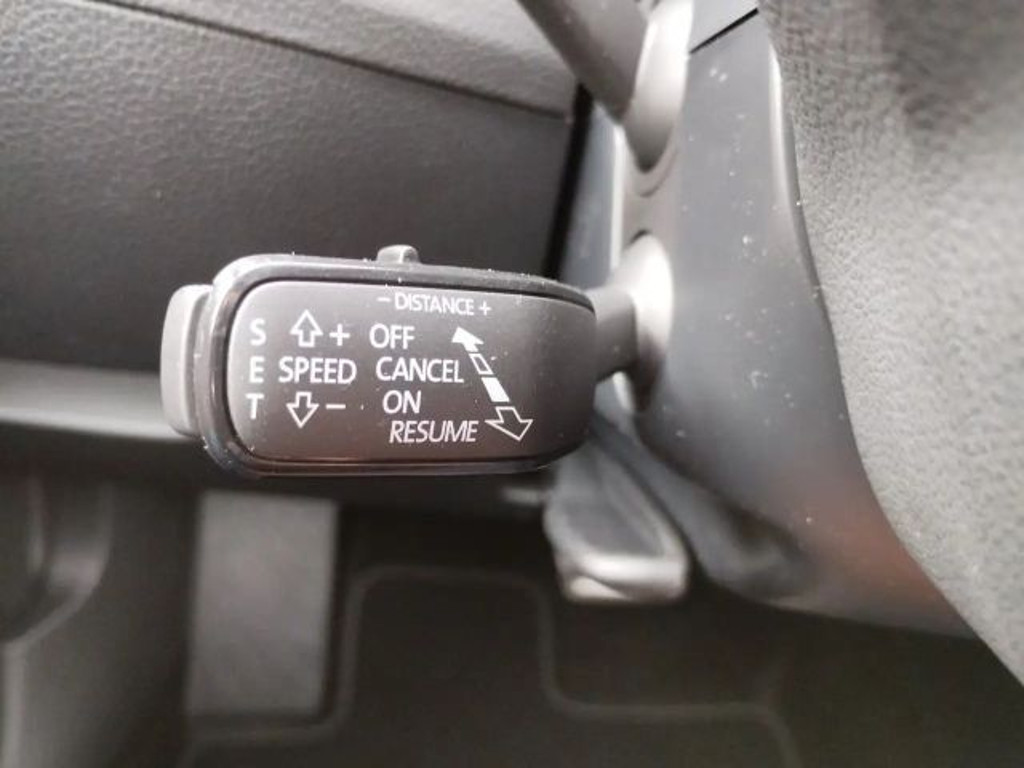 − DISTANCE +
S + OFF
E SPEED CANCEL
T − ON
RESUME